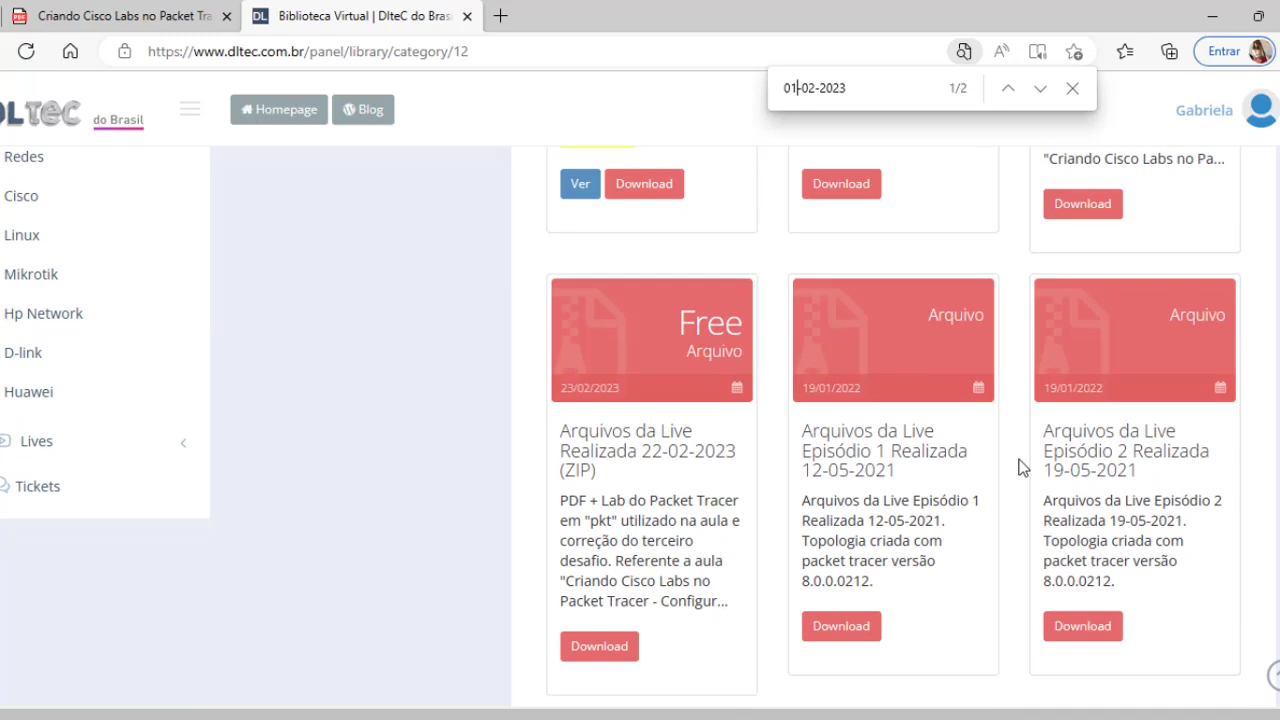 Criando Cisco Labs no Packet Tra
Biblioteca Virtual | DlteC do Bras
https://www.dltec.com.br/panel/library/category/12
Entrar
01-02-2023
1/2
DLTEC do Brasil
Homepage
Blog
Gabriela
Redes
Cisco
Linux
Mikrotik
Hp Network
D-link
Huawei
Lives
Tickets
Ver
Download
Download
"Criando Cisco Labs no Pa...
Download
Free
Arquivo
23/02/2023
Arquivos da Live
Realizada 22-02-2023
(ZIP)
PDF + Lab do Packet Tracer
em "pkt" utilizado na aula e
correção do terceiro
desafio. Referente a aula
"Criando Cisco Labs no
Packet Tracer - Configur...
Download
Arquivo
19/01/2022
Arquivos da Live
Episódio 1 Realizada
12-05-2021
Arquivos da Live Episódio 1
Realizada 12-05-2021.
Topologia criada com
packet tracer versão
8.0.0.0212.
Download
Arquivo
19/01/2022
Arquivos da Live
Episódio 2 Realizada
19-05-2021
Arquivos da Live Episódio 2
Realizada 19-05-2021.
Topologia criada com
packet tracer versão
8.0.0.0212.
Download